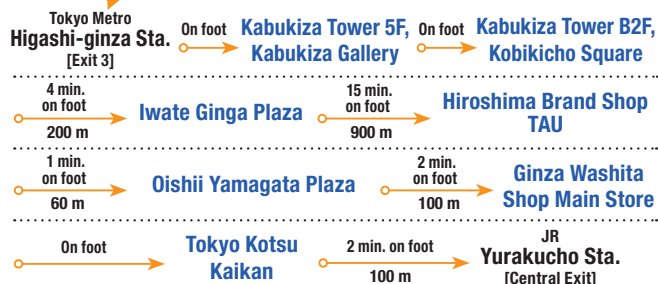 Tokyo Metro
Higashi-ginza Sta.
[Exit 3]
On foot
Kabukiza Tower 5F,
Kabukiza Gallery
On foot
Kabukiza Tower B2F,
Kobikicho Square
4 min.
on foot
200 m
Iwate Ginga Plaza
15 min.
on foot
900 m
Hiroshima Brand Shop
TAU
1 min.
on foot
60 m
Oishii Yamagata Plaza
2 min.
on foot
100 m
Ginza Washita
Shop Main Store
On foot
Tokyo Kotsu
Kaikan
2 min. on foot
100 m
JR
Yurakucho Sta.
[Central Exit]